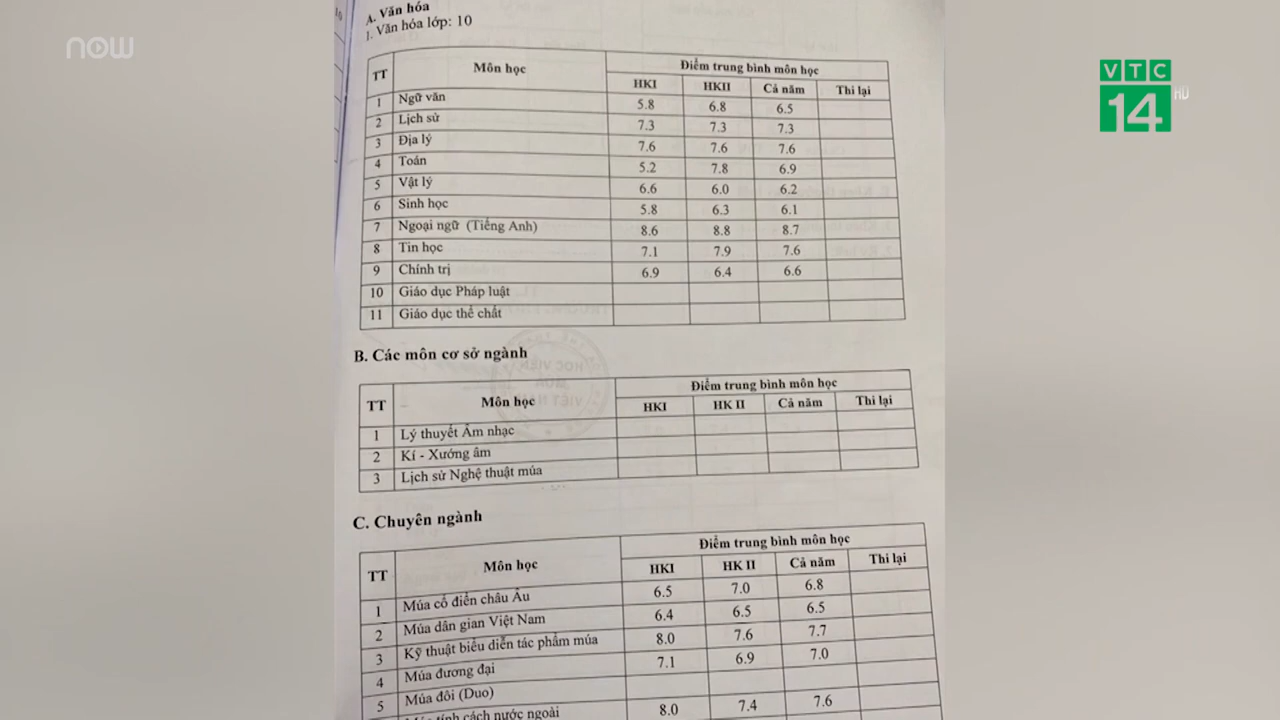 now
VTC
14
HD
A. Văn hóa
1. Văn hóa lớp: 10
TT Môn học Điểm trung bình môn học
HKI HKII Cả năm Thi lại
1 Ngữ văn 5.8 6.8 6.5
2 Lịch sử 7.3 7.3 7.3
3 Địa lý 7.6 7.6 7.6
4 Toán 5.2 7.8 6.9
5 Vật lý 6.6 6.0 6.2
6 Sinh học 5.8 6.3 6.1
7 Ngoại ngữ (Tiếng Anh) 8.6 8.8 8.7
8 Tin học 7.1 7.9 7.6
9 Chính trị 6.9 6.4 6.6
10 Giáo dục Pháp luật
11 Giáo dục thể chất
B. Các môn cơ sở ngành
TT Môn học Điểm trung bình môn học
HKI HK II Cả năm Thi lại
1 Lý thuyết Âm nhạc
2 Kí - Xướng âm
3 Lịch sử Nghệ thuật múa
C. Chuyên ngành
TT Môn học Điểm trung bình môn học
HKI HK II Cả năm Thi lại
1 Múa cổ điển châu Âu 6.5 7.0 6.8
2 Múa dân gian Việt Nam 6.4 6.5 6.5
3 Kỹ thuật biểu diễn tác phẩm múa 8.0 7.6 7.7
4 Múa đương đại 7.1 6.9 7.0
5 Múa đôi (Duo)
Múa tính cách nước ngoài 8.0 7.4 7.6